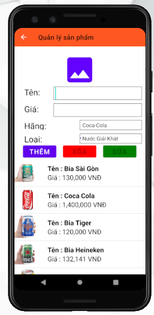 Quản lý sản phẩm
Tên:
Giá:
Hãng:
Coca-Cola
Loại:
Nước Giải Khát
THÊM
Tên : Bia Sài Gòn
Giá : 130,000 VNĐ
Tên : Coca Cola
Giá : 1,400,000 VNĐ
Tên : Bia Tiger
Giá : 120,000 VNĐ
Tên : Bia Heineken
Giá : 132,141 VNĐ